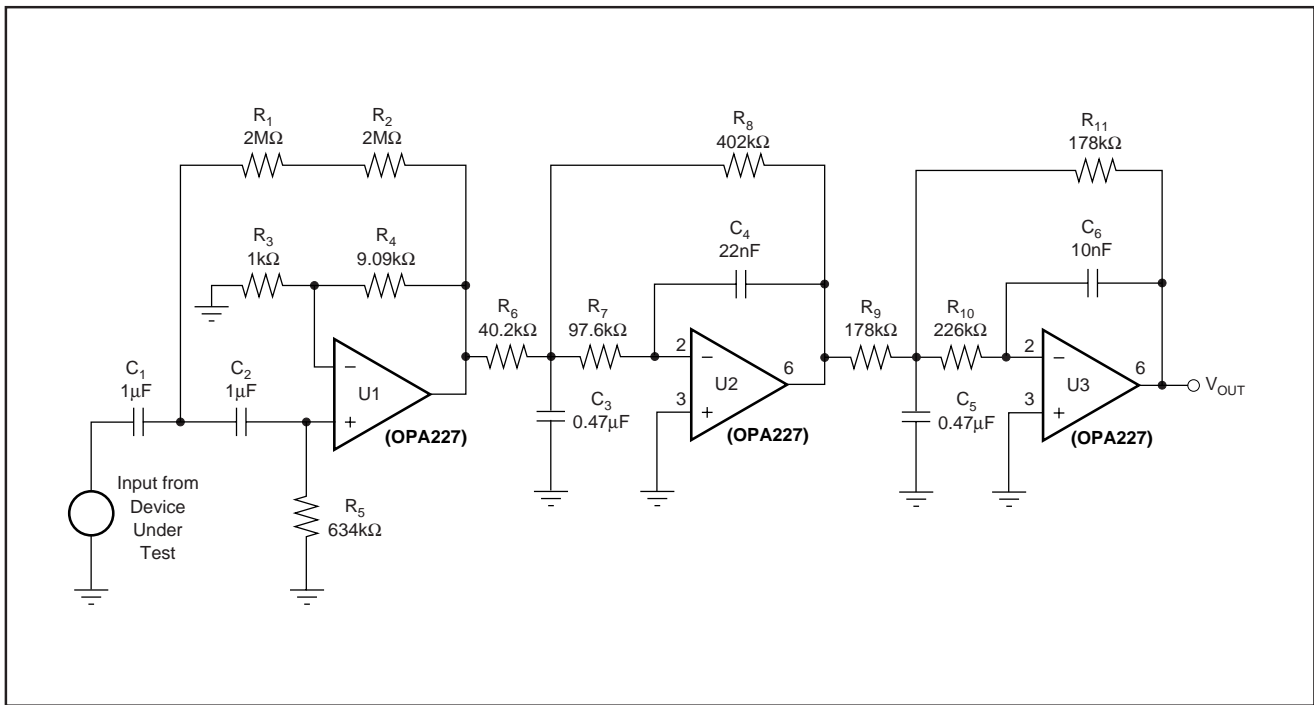 R1
2MΩ
R2
2MΩ
R3
1kΩ
R4
9.09kΩ
C1
1µF
C2
1µF
U1
(OPA227)
Input from
Device
Under
Test
R5
634kΩ
R6
40.2kΩ
R7
97.6kΩ
R8
402kΩ
C4
22nF
C3
0.47µF
2
3
6
U2
(OPA227)
R9
178kΩ
R10
226kΩ
R11
178kΩ
C6
10nF
C5
0.47µF
2
3
6
U3
(OPA227)
VOUT